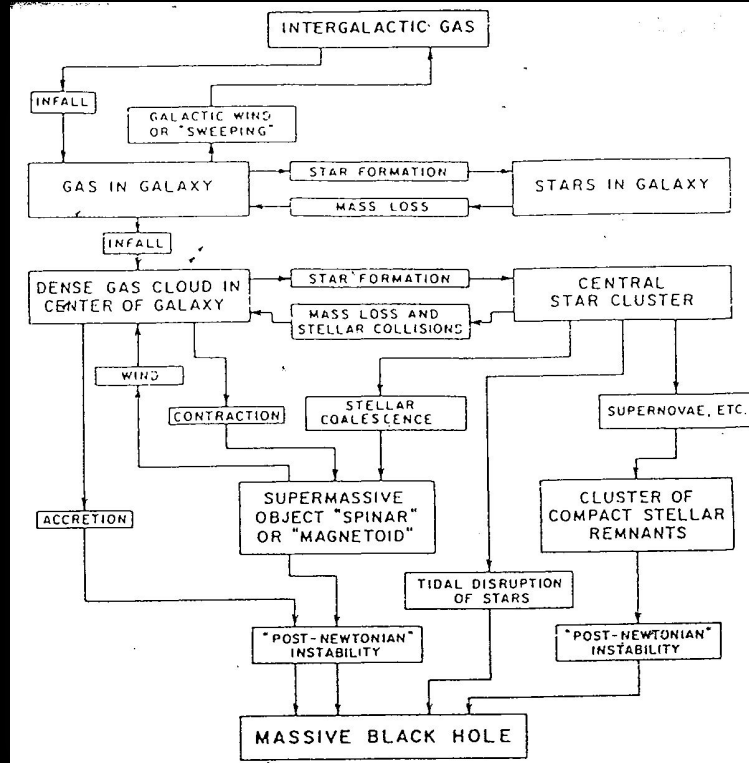 INTERGALACTIC GAS
INFALL
GALACTIC WIND
OR "SWEEPING"
GAS IN GALAXY
STAR FORMATION
MASS LOSS
STARS IN GALAXY
INFALL
DENSE GAS CLOUD IN
CENTER OF GALAXY
STAR FORMATION
MASS LOSS AND
STELLAR COLLISIONS
CENTRAL
STAR CLUSTER
WIND
CONTRACTION
STELLAR
COALESCENCE
SUPERNOVAE, ETC.
ACCRETION
SUPERMASSIVE
OBJECT "SPINAR"
OR "MAGNETOID"
CLUSTER OF
COMPACT STELLAR
REMNANTS
TIDAL DISRUPTION
OF STARS
"POST-NEWTONIAN"
INSTABILITY
"POST-NEWTONIAN"
INSTABILITY
MASSIVE BLACK HOLE